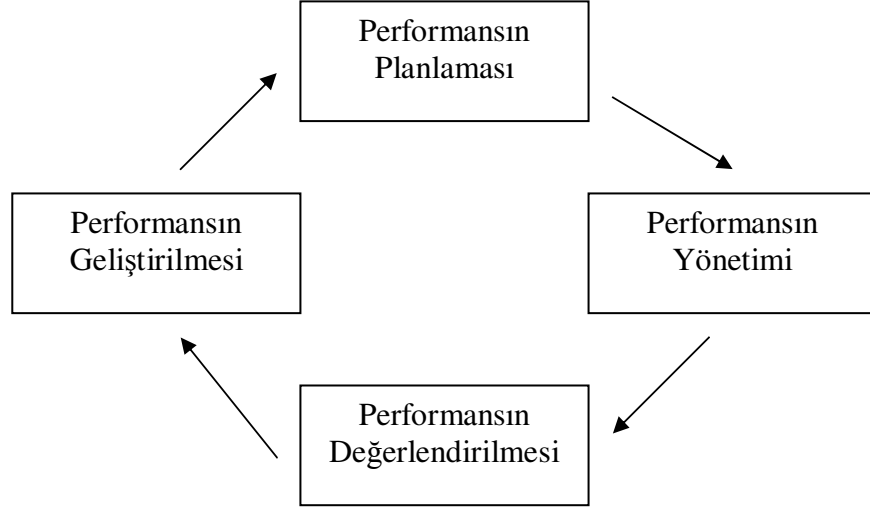 Performansın
Planlaması
Performansın
Geliştirilmesi
Performansın
Yönetimi
Performansın
Değerlendirilmesi